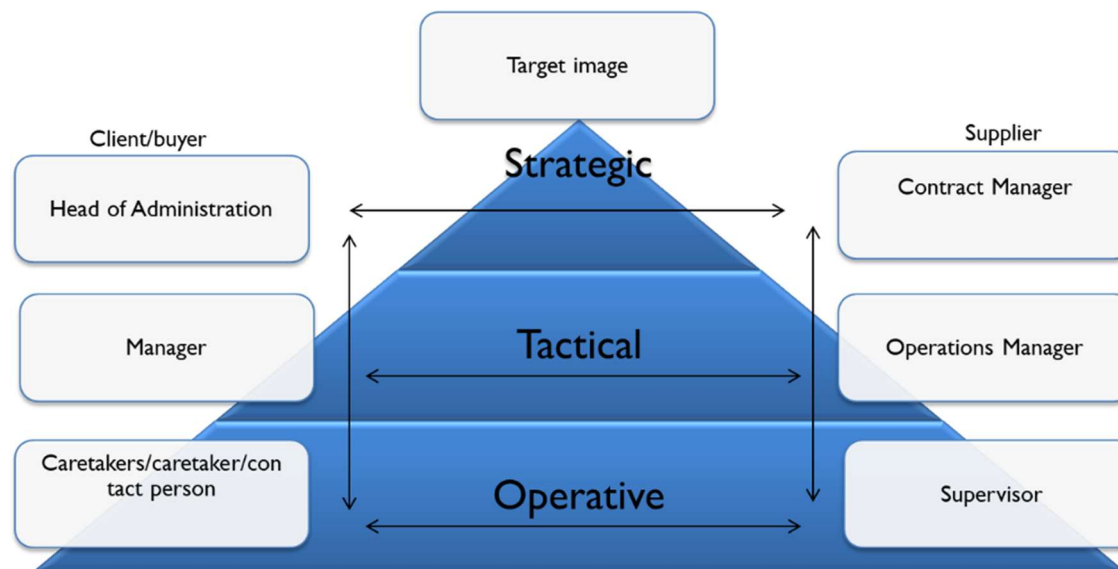 Target image
Client/buyer
Supplier
Strategic
Head of Administration
Contract Manager
Tactical
Manager
Operations Manager
Caretakers/caretaker/con
tact person
Operative
Supervisor